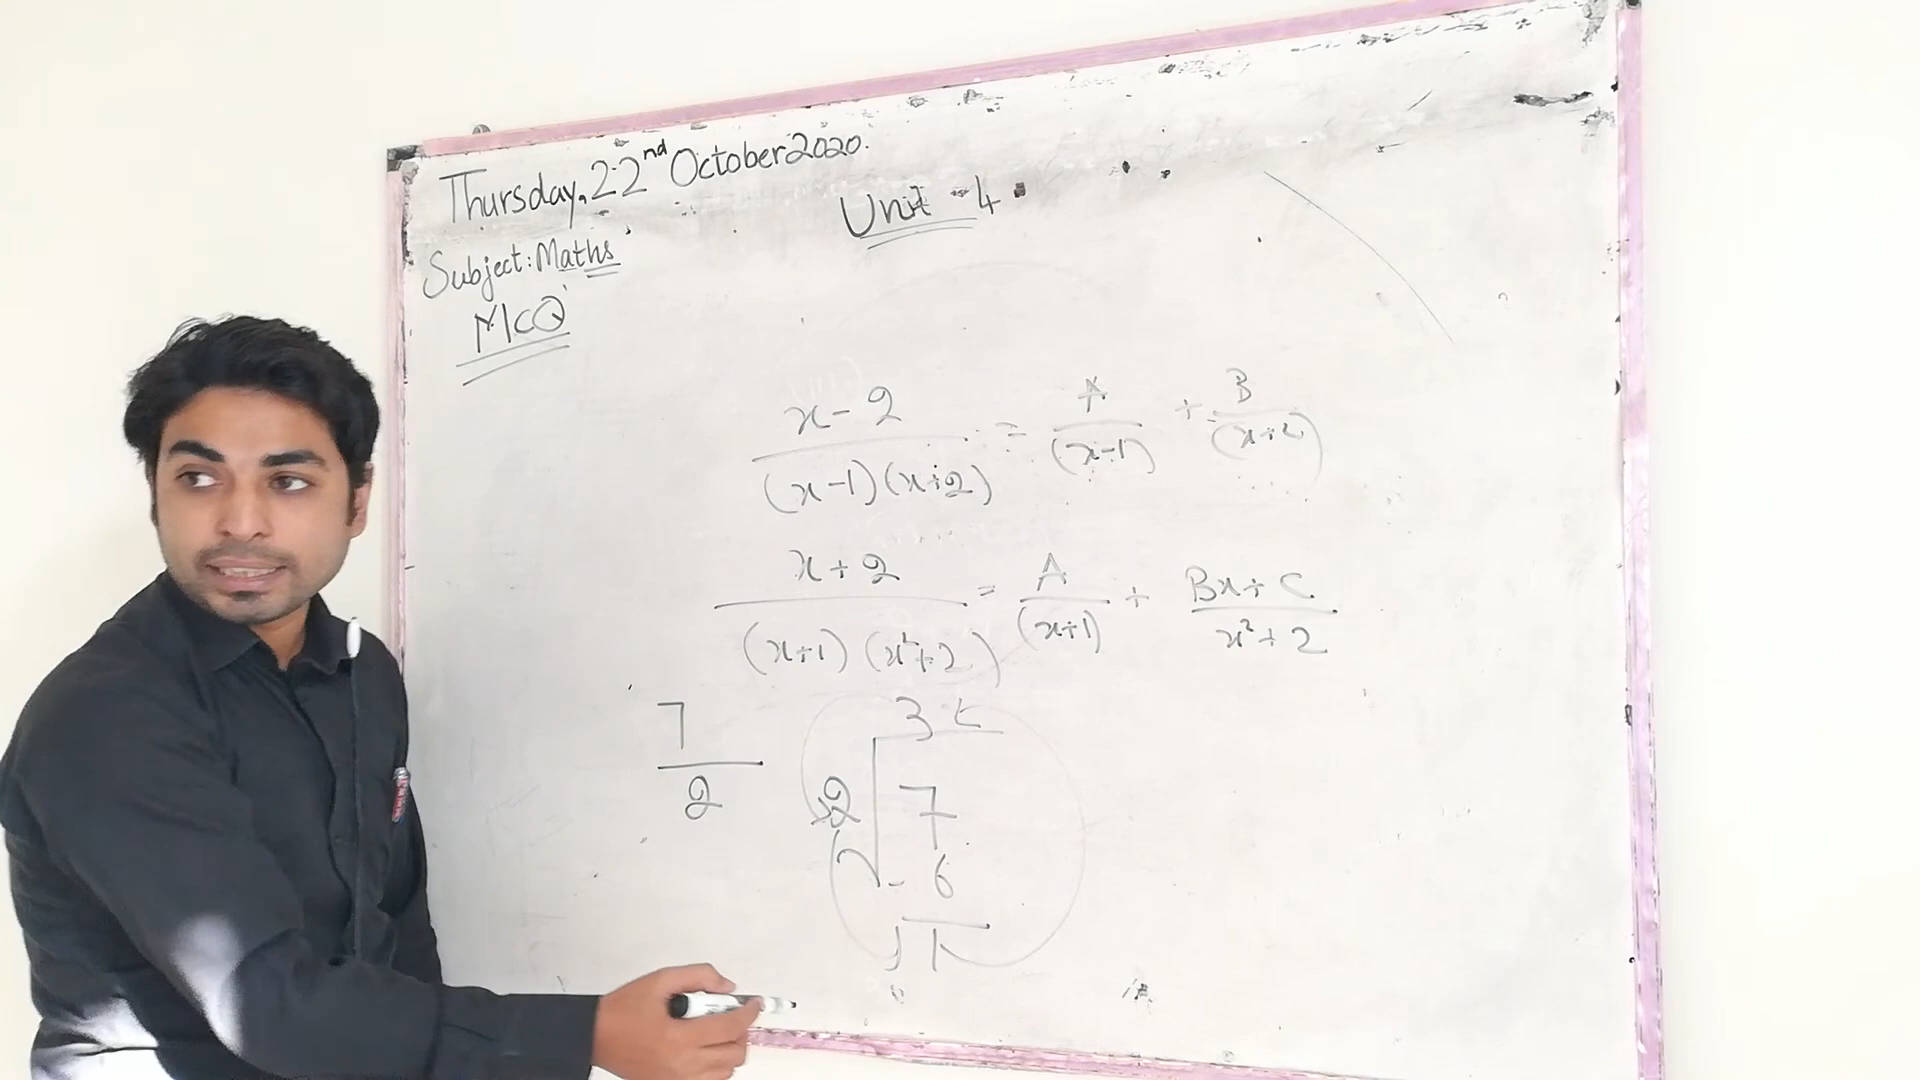 Thursday, 22nd October 2020.
Unit - 4
Subject: Maths
McQ
x - 2 / (x-1)(x+2) = A / (x-1) + B / (x+2)
x + 2 / (x+1)(x²+2) = A / (x+1) + Bx + C / x² + 2
7 / 2
3
2 7
- 6
1